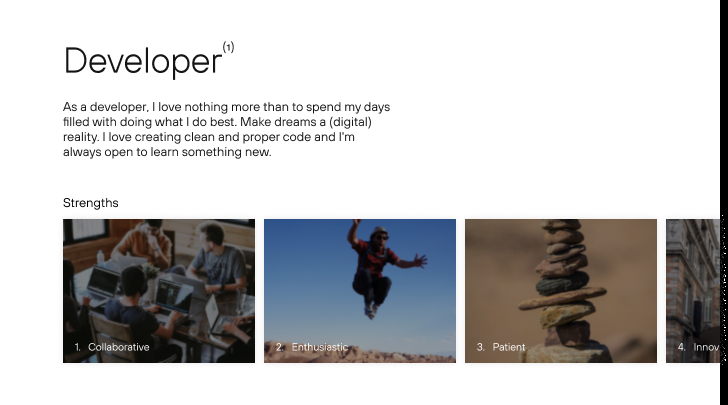 Developer(1)
As a developer, I love nothing more than to spend my days
filled with doing what I do best. Make dreams a (digital)
reality. I love creating clean and proper code and I'm
always open to learn something new.
Strengths
1. Collaborative
2. Enthusiastic
3. Patient
4. Innov